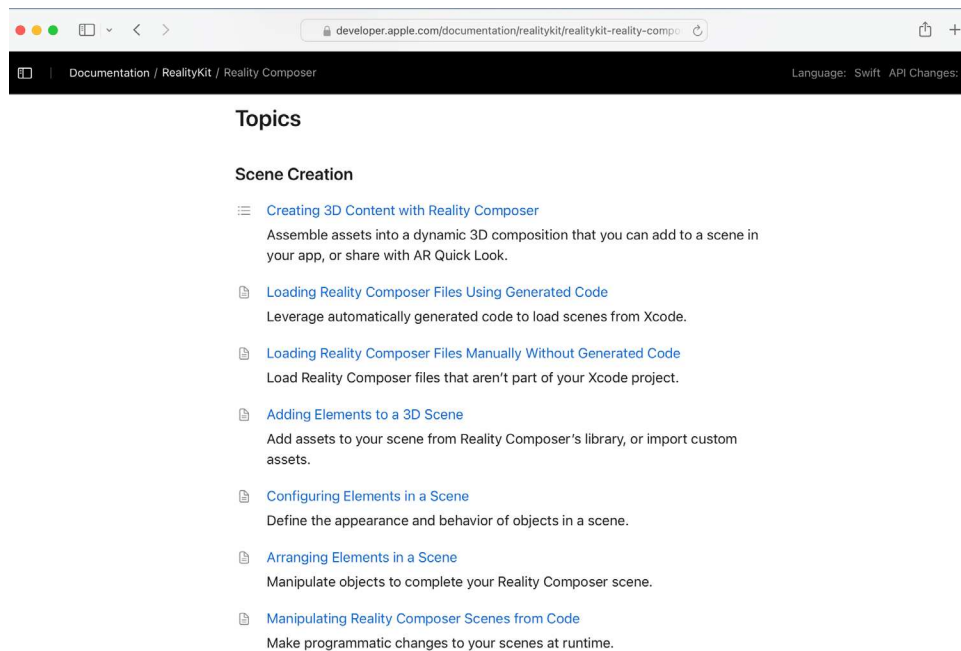 developer.apple.com/documentation/realitykit/realitykit-reality-compo
Documentation / RealityKit / Reality Composer
Language: Swift API Changes:
Topics
Scene Creation
Creating 3D Content with Reality Composer
Assemble assets into a dynamic 3D composition that you can add to a scene in
your app, or share with AR Quick Look.
Loading Reality Composer Files Using Generated Code
Leverage automatically generated code to load scenes from Xcode.
Loading Reality Composer Files Manually Without Generated Code
Load Reality Composer files that aren’t part of your Xcode project.
Adding Elements to a 3D Scene
Add assets to your scene from Reality Composer’s library, or import custom
assets.
Configuring Elements in a Scene
Define the appearance and behavior of objects in a scene.
Arranging Elements in a Scene
Manipulate objects to complete your Reality Composer scene.
Manipulating Reality Composer Scenes from Code
Make programmatic changes to your scenes at runtime.